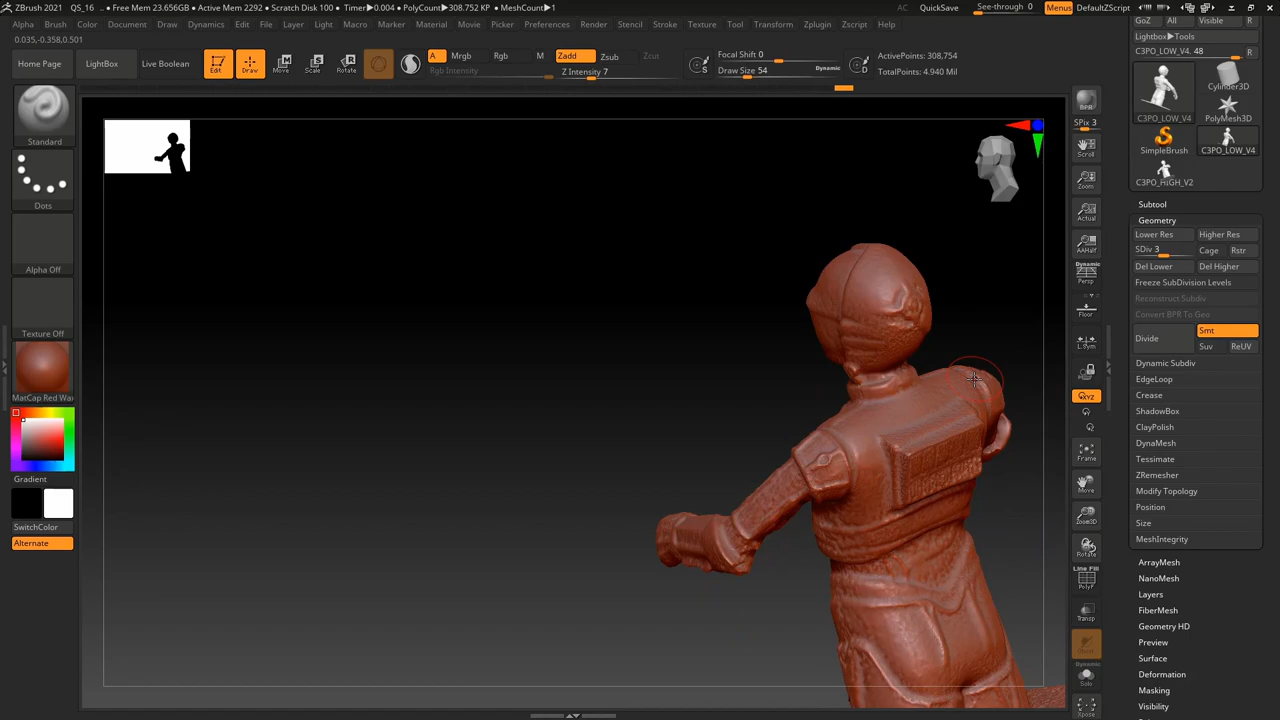 ZBrush 2021 QS_16 .. • Free Mem 23.656GB • Active Mem 2292 • Scratch Disk 100 • Timer▶0.004 • PolyCount▶308.752 KP • MeshCount▶1
AC QuickSave See-through 0 Menus DefaultZScript
Alpha Brush Color Document Draw Dynamics Edit File Layer Light Macro Marker Material Movie Picker Preferences Render Stencil Stroke Texture Tool Transform Zplugin Zscript Help
0.035,-0.358,0.501
Home Page LightBox Live Boolean
Edit Draw Move Scale Rotate
A Mrgb Rgb M Zadd Zsub Zcut
Rgb Intensity Z Intensity 7
Focal Shift 0
Draw Size 54 Dynamic
S D
ActivePoints: 308,754
TotalPoints: 4.940 Mil
Standard
Dots
Alpha Off
Texture Off
MatCap Red Wax
Gradient
SwitchColor
Alternate
BPR
SPix 3
Scroll
Zoom
Actual
AAHalf
Dynamic
Persp
Floor
L.Sym
XYZ
Frame
Move
Zoom3D
Rotate
Line Fill
PolyF
Transp
Dynamic
Solo
Xpose
GoZ All Visible R
Lightbox▶Tools
C3PO_LOW_V4. 48 R
C3PO_LOW_V4
Cylinder3D
PolyMesh3D
SimpleBrush
C3PO_LOW_V4
C3PO_HIGH_V2
Subtool
Geometry
Lower Res Higher Res
SDiv 3 Cage Rstr
Del Lower Del Higher
Freeze SubDivision Levels
Reconstruct Subdiv
Convert BPR To Geo
Divide Smt
Suv ReUV
Dynamic Subdiv
EdgeLoop
Crease
ShadowBox
ClayPolish
DynaMesh
Tessimate
ZRemesher
Modify Topology
Position
Size
MeshIntegrity
ArrayMesh
NanoMesh
Layers
FiberMesh
Geometry HD
Preview
Surface
Deformation
Masking
Visibility